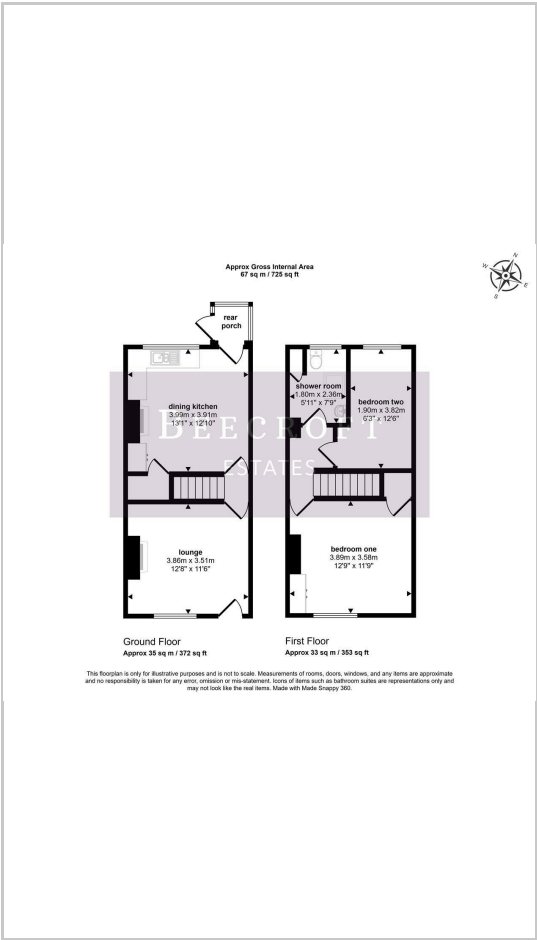 Approx Gross Internal Area
67 sq m / 725 sq ft
N
W
E
S
rear
porch
dining kitchen
3.99m x 3.91m
13'1" x 12'10"
shower room
1.80m x 2.36m
5'11" x 7'9"
bedroom two
1.90m x 3.82m
6'3" x 12'6"
BEECROFT
ESTATES
lounge
3.86m x 3.51m
12'8" x 11'6"
bedroom one
3.89m x 3.58m
12'9" x 11'9"
Ground Floor
Approx 35 sq m / 372 sq ft
First Floor
Approx 33 sq m / 353 sq ft
This floorplan is only for illustrative purposes and is not to scale. Measurements of rooms, doors, windows, and any items are approximate
and no responsibility is taken for any error, omission or mis-statement. Icons of items such as bathroom suites are representations only and
may not look like the real items. Made with Made Snappy 360.